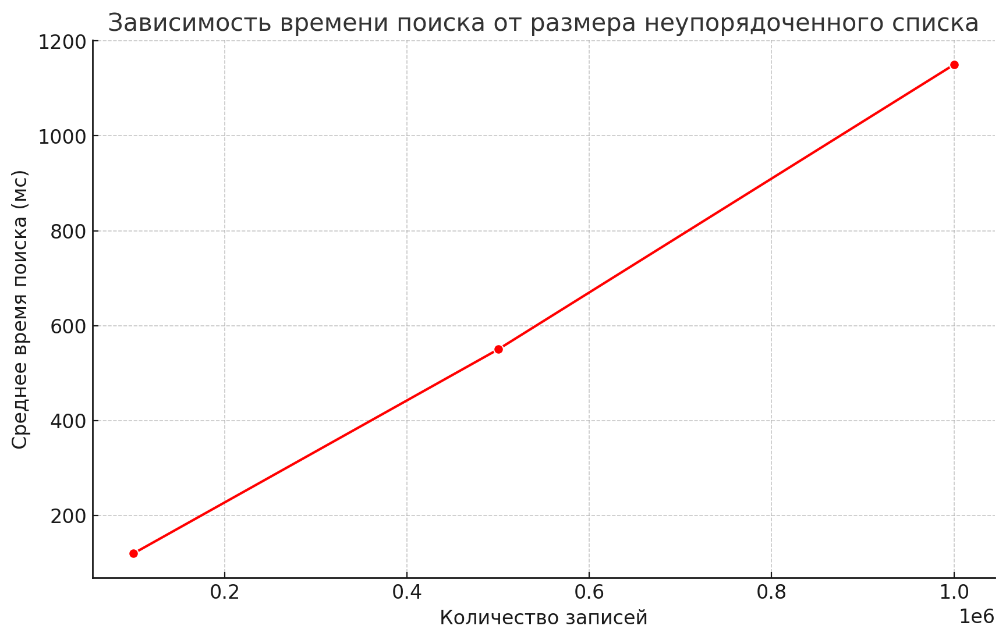 Зависимость времени поиска от размера неупорядоченного списка
1200
1000
800
600
400
200
Среднее время поиска (мс)
0.2 0.4 0.6 0.8 1.0
1e6
Количество записей